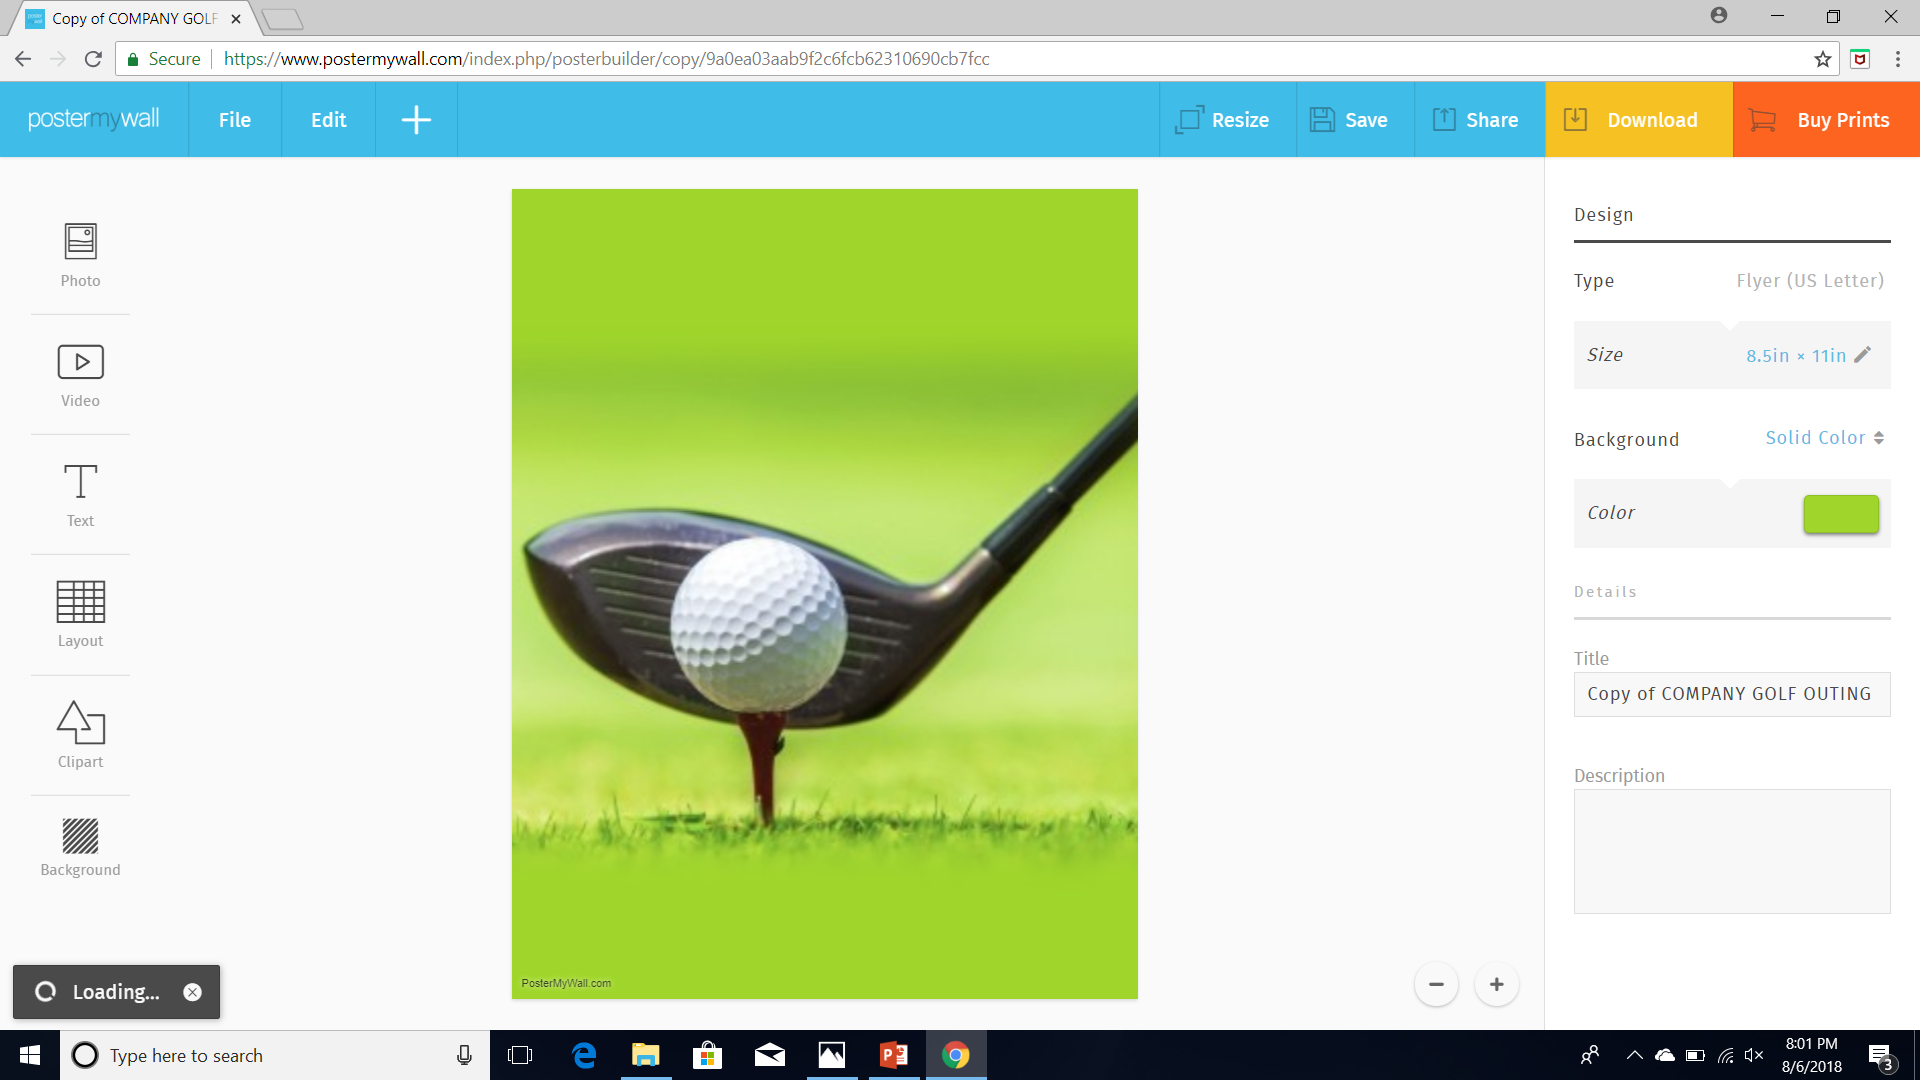 Copy of COMPANY GOLF
Secure
https://www.postermywall.com/index.php/posterbuilder/copy/9a0ea03aab9f2c6fcb62310690cb7fcc
postermywall
File
Edit
Resize
Save
Share
Download
Buy Prints
Photo
Video
Text
Layout
Clipart
Background
Loading...
PosterMyWall.com
Design
Type
Flyer (US Letter)
Size
8.5in × 11in
Background
Solid Color
Color
Details
Title
Copy of COMPANY GOLF OUTING
Description
Type here to search
8:01 PM
8/6/2018
3